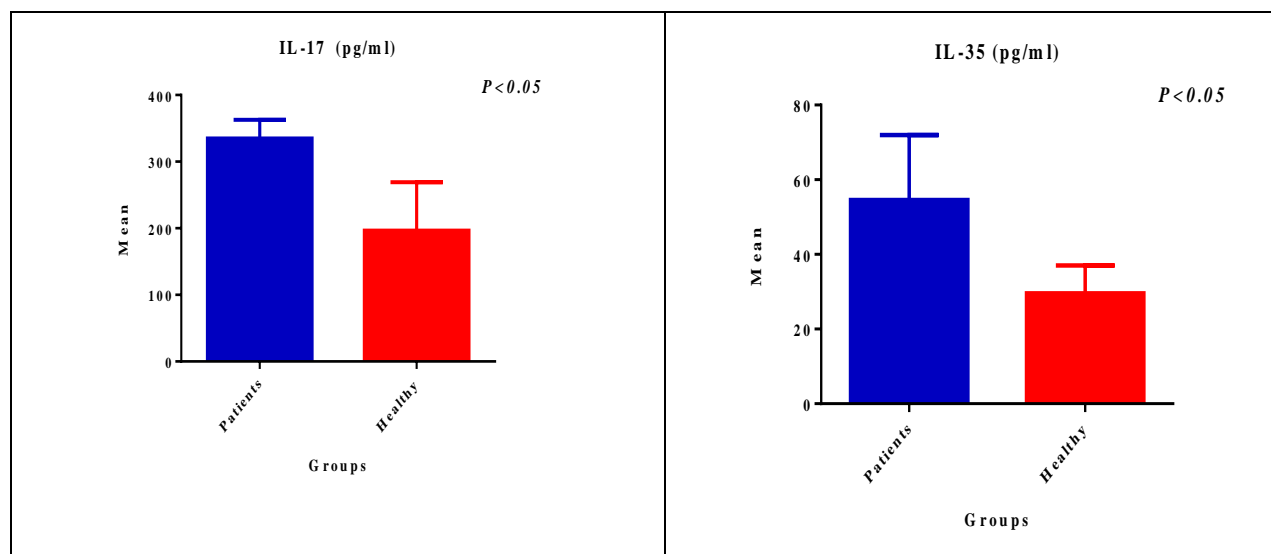 IL-17 (pg/ml)
P<0.05
400
300
200
100
0
Mean
Patients
Healthy
Groups
IL-35 (pg/ml)
P<0.05
80
60
40
20
0
Mean
Patients
Healthy
Groups